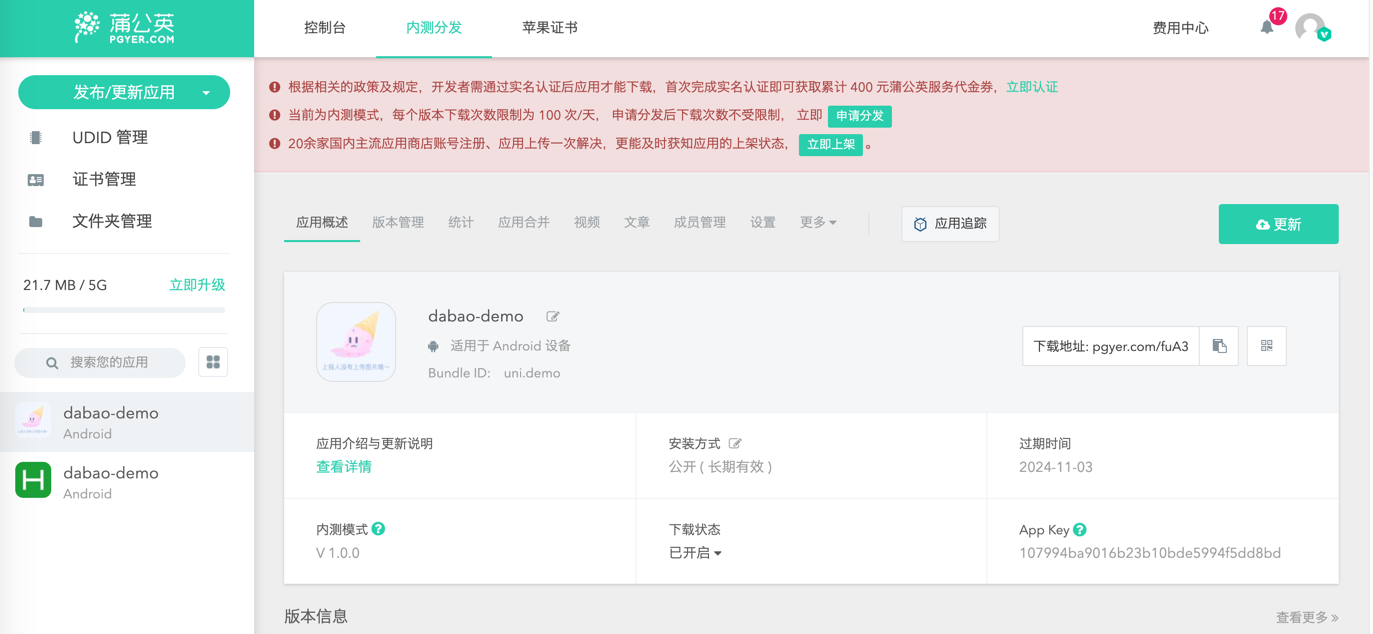 蒲公英
PGYER.COM
控制台
内测分发
苹果证书
费用中心
17
发布/更新应用
UDID 管理
证书管理
文件夹管理
21.7 MB / 5G
立即升级
搜索您的应用
dabao-demo
Android
dabao-demo
Android
根据相关的政策及规定，开发者需通过实名认证后应用才能下载，首次完成实名认证即可获取累计 400 元蒲公英服务代金券，立即认证
当前为内测模式，每个版本下载次数限制为 100 次/天， 申请分发后下载次数不受限制， 立即 申请分发
20余家国内主流应用商店账号注册、应用上传一次解决，更能及时获知应用的上架状态， 立即上架 。
应用概述
版本管理
统计
应用合并
视频
文章
成员管理
设置
更多
应用追踪
更新
上报人没有上传图片哦~
dabao-demo
适用于 Android 设备
Bundle ID: uni.demo
下载地址: pgyer.com/fuA3
应用介绍与更新说明
查看详情
安装方式
公开 ( 长期有效 )
过期时间
2024-11-03
内测模式
V 1.0.0
下载状态
已开启
App Key
107994ba9016b23b10bde5994f5dd8bd
版本信息
查看更多